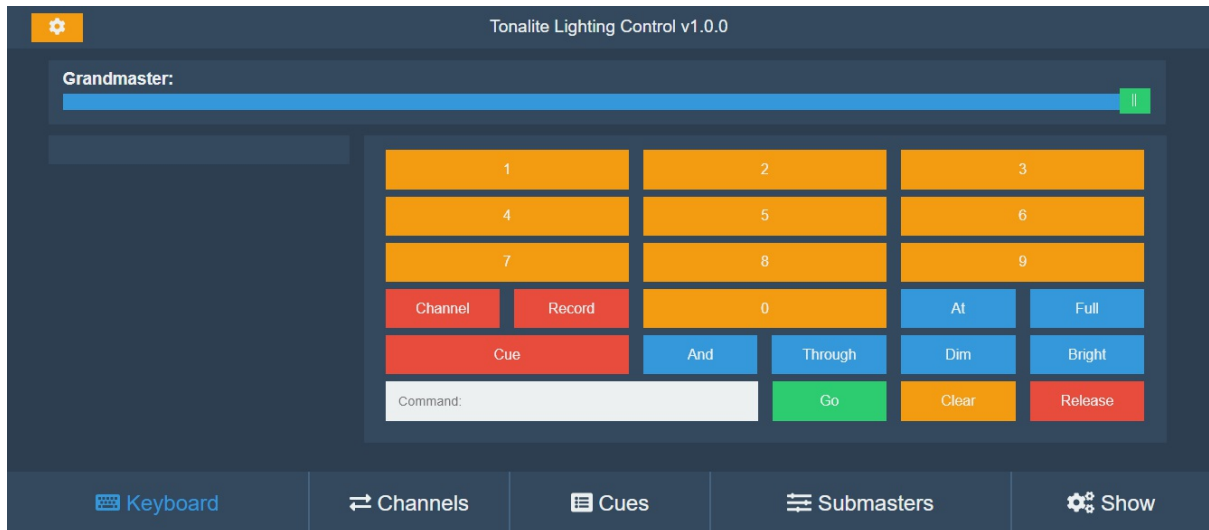 Tonalite Lighting Control v1.0.0
Grandmaster:
1 2 3
4 5 6
7 8 9
Channel Record 0 At Full
Cue And Through Dim Bright
Command: Go Clear Release
Keyboard Channels Cues Submasters Show